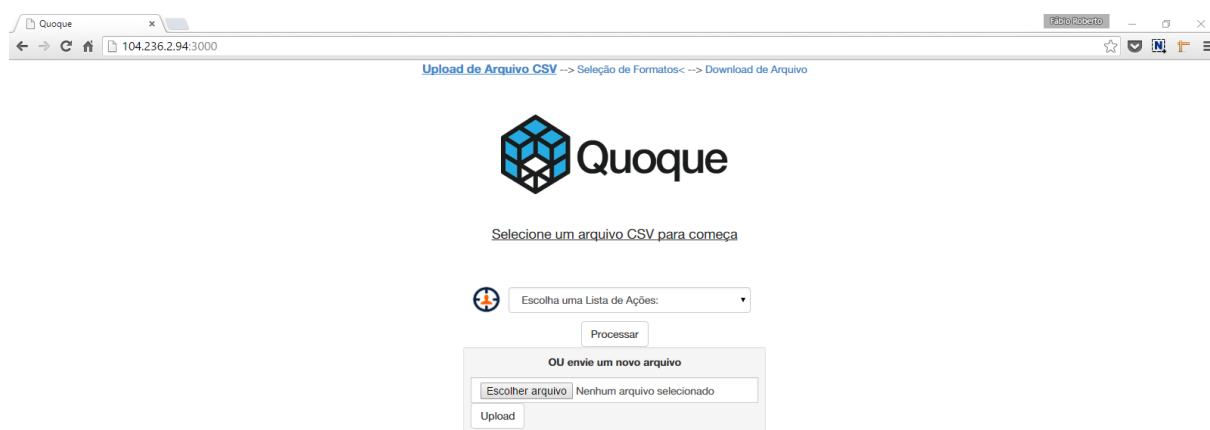 Quoque
Fábio Roberto
104.236.2.94:3000
Upload de Arquivo CSV --> Seleção de Formatos< --> Download de Arquivo
Quoque
Selecione um arquivo CSV para começa
Escolha uma Lista de Ações:
Processar
OU envie um novo arquivo
Escolher arquivo Nenhum arquivo selecionado
Upload